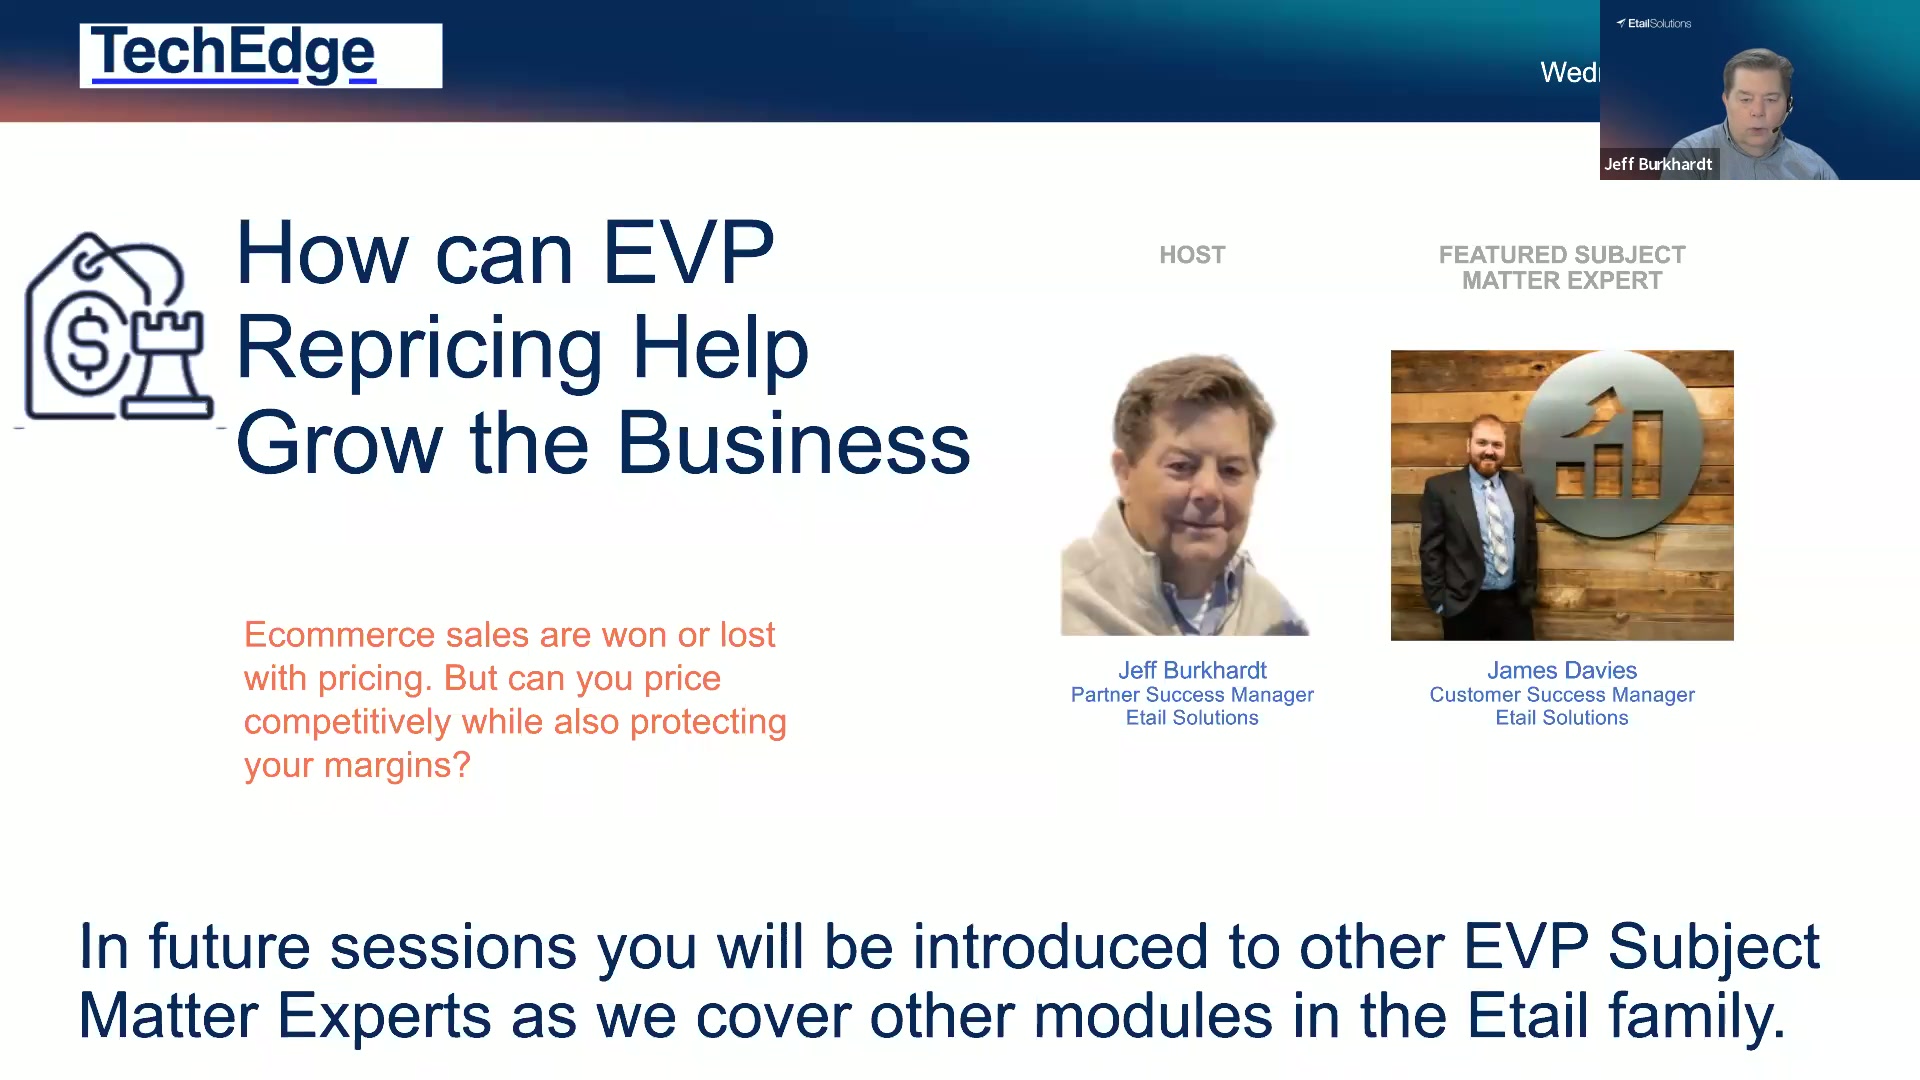 TechEdge
EtailSolutions
Jeff Burkhardt
How can EVP
Repricing Help
Grow the Business
HOST
FEATURED SUBJECT
MATTER EXPERT
Ecommerce sales are won or lost
with pricing. But can you price
competitively while also protecting
your margins?
Jeff Burkhardt
Partner Success Manager
Etail Solutions
James Davies
Customer Success Manager
Etail Solutions
In future sessions you will be introduced to other EVP Subject
Matter Experts as we cover other modules in the Etail family.